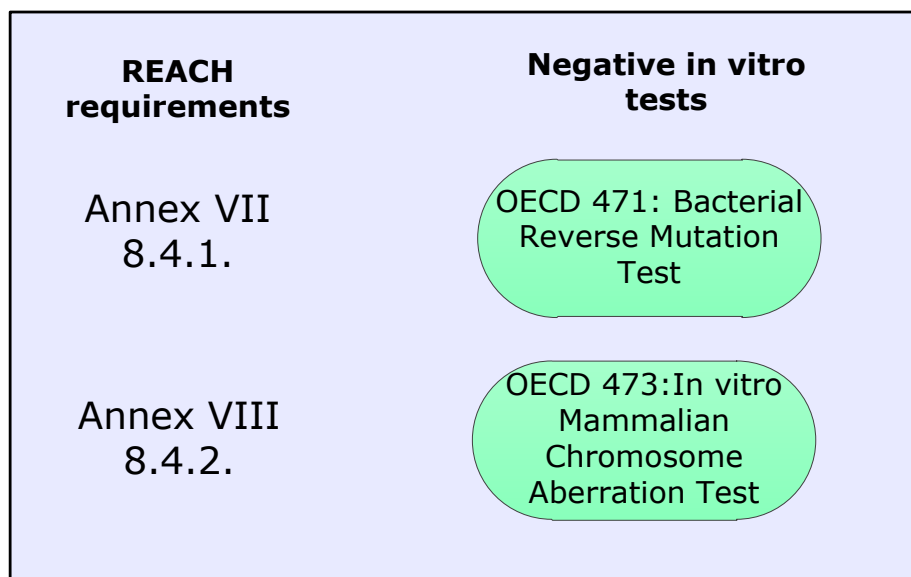 REACH
requirements
Negative in vitro
tests
Annex VII
8.4.1.
OECD 471: Bacterial
Reverse Mutation
Test
Annex VIII
8.4.2.
OECD 473:In vitro
Mammalian
Chromosome
Aberration Test